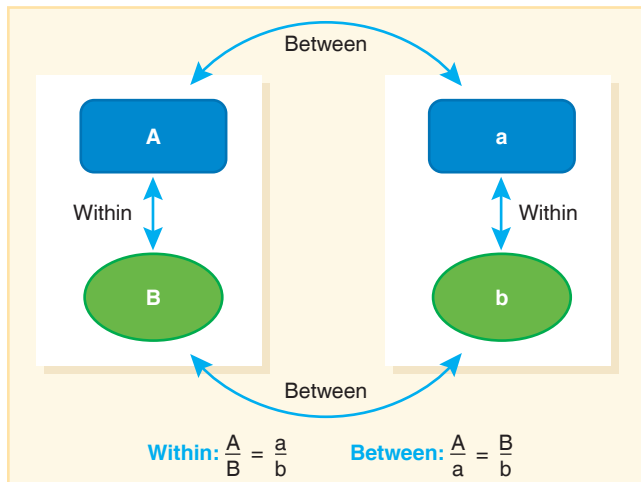 Between
A a
Within Within
B b
Between
Within: A/B = a/b Between: A/a = B/b